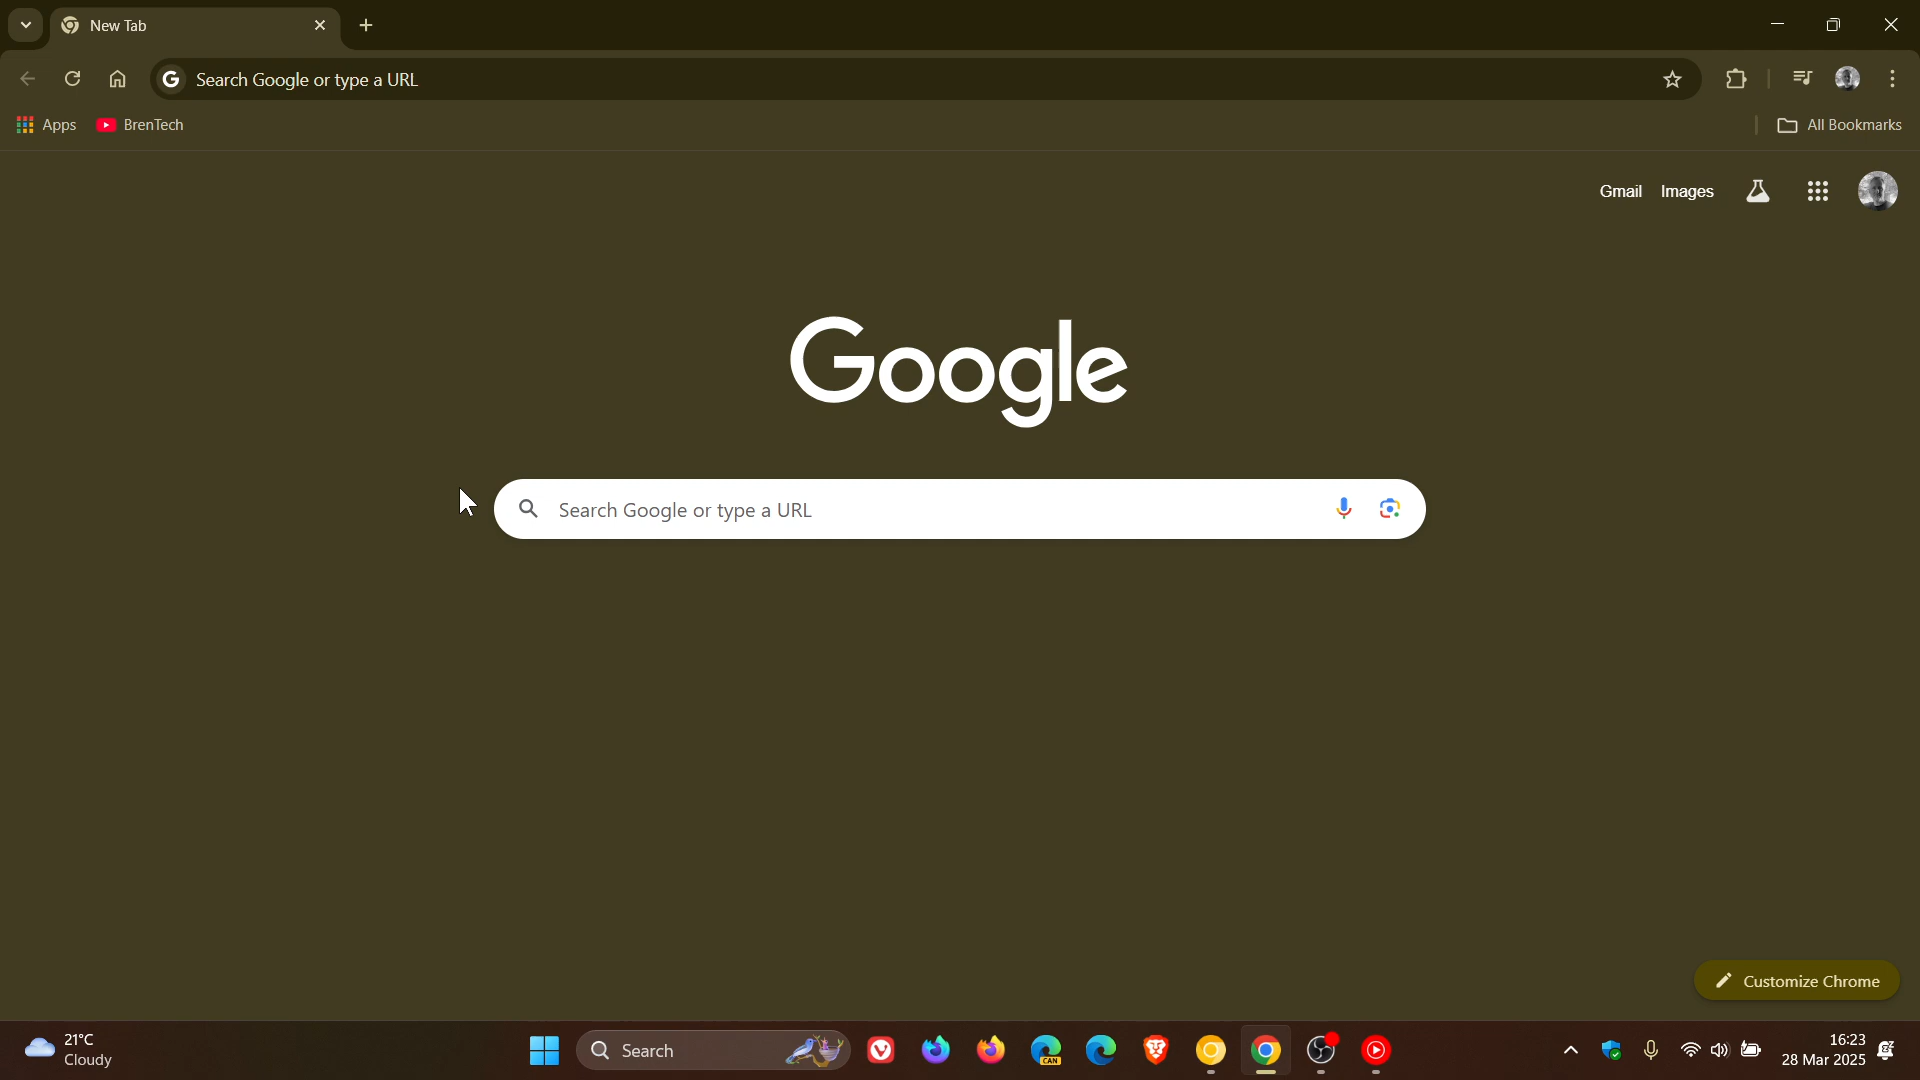 New Tab
Search Google or type a URL
Apps
BrenTech
All Bookmarks
Gmail
Images
Google
Search Google or type a URL
Customize Chrome
21°C
Cloudy
Search
CAN
16:23
28 Mar 2025